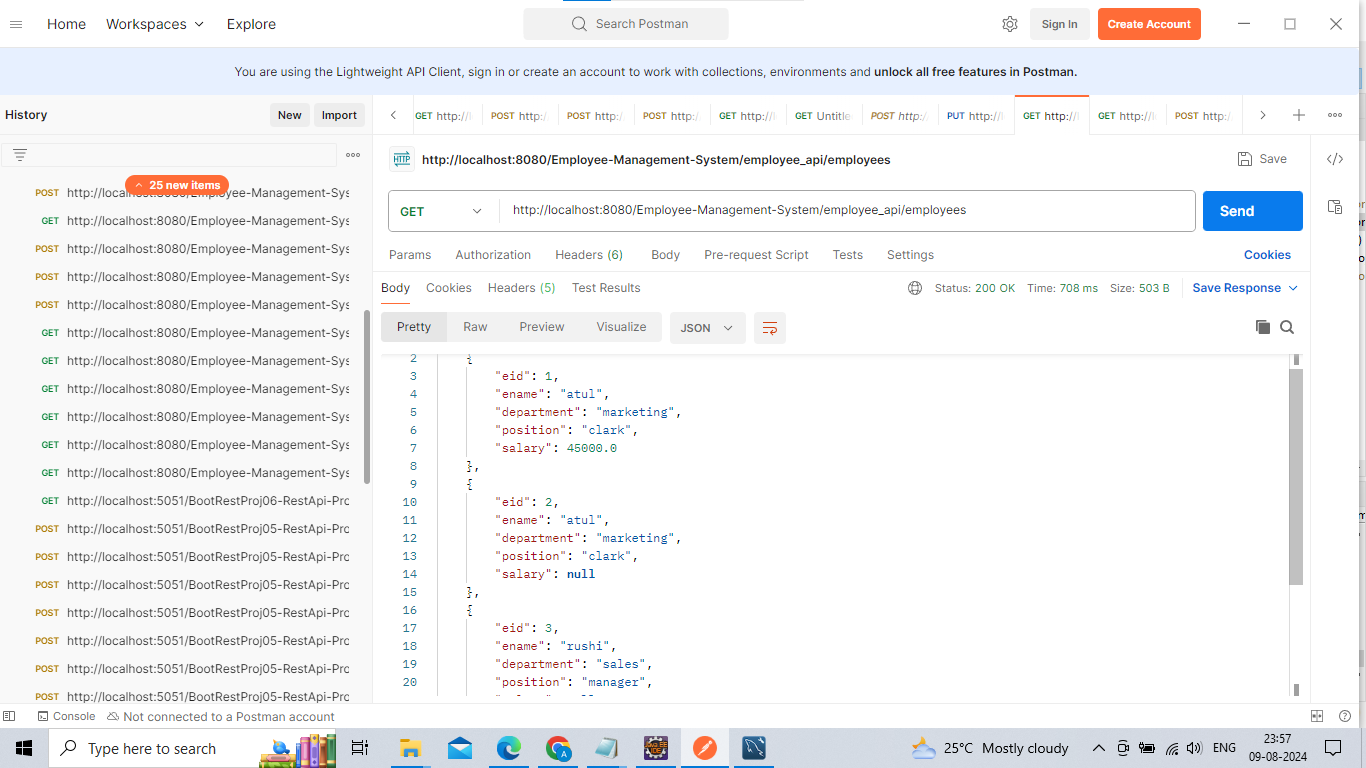 Home Workspaces Explore Search Postman Sign In Create Account
You are using the Lightweight API Client, sign in or create an account to work with collections, environments and unlock all free features in Postman.
History New Import
GET http://l POST http:/ POST http:/ POST http:/ GET http://l GET Untitle POST http:/ PUT http://l GET http://l GET http://l POST http:/
25 new items
POST http://localhost:8080/Employee-Management-Sys
GET http://localhost:8080/Employee-Management-Sys
POST http://localhost:8080/Employee-Management-Sys
POST http://localhost:8080/Employee-Management-Sys
POST http://localhost:8080/Employee-Management-Sys
GET http://localhost:8080/Employee-Management-Sys
GET http://localhost:8080/Employee-Management-Sys
GET http://localhost:8080/Employee-Management-Sys
GET http://localhost:8080/Employee-Management-Sys
GET http://localhost:8080/Employee-Management-Sys
GET http://localhost:8080/Employee-Management-Sys
GET http://localhost:5051/BootRestProj06-RestApi-Pro
POST http://localhost:5051/BootRestProj05-RestApi-Pro
POST http://localhost:5051/BootRestProj05-RestApi-Pro
POST http://localhost:5051/BootRestProj05-RestApi-Pro
POST http://localhost:5051/BootRestProj05-RestApi-Pro
POST http://localhost:5051/BootRestProj05-RestApi-Pro
POST http://localhost:5051/BootRestProj05-RestApi-Pro
POST http://localhost:5051/BootRestProj05-RestApi-Pro
HTTP http://localhost:8080/Employee-Management-System/employee_api/employees Save
GET http://localhost:8080/Employee-Management-System/employee_api/employees Send
Params Authorization Headers (6) Body Pre-request Script Tests Settings Cookies
Body Cookies Headers (5) Test Results Status: 200 OK Time: 708 ms Size: 503 B Save Response
Pretty Raw Preview Visualize JSON
2 {
3 "eid": 1,
4 "ename": "atul",
5 "department": "marketing",
6 "position": "clark",
7 "salary": 45000.0
8 },
9 {
10 "eid": 2,
11 "ename": "atul",
12 "department": "marketing",
13 "position": "clark",
14 "salary": null
15 },
16 {
17 "eid": 3,
18 "ename": "rushi",
19 "department": "sales",
20 "position": "manager",
Console Not connected to a Postman account
Type here to search 25°C Mostly cloudy ENG 23:57
09-08-2024